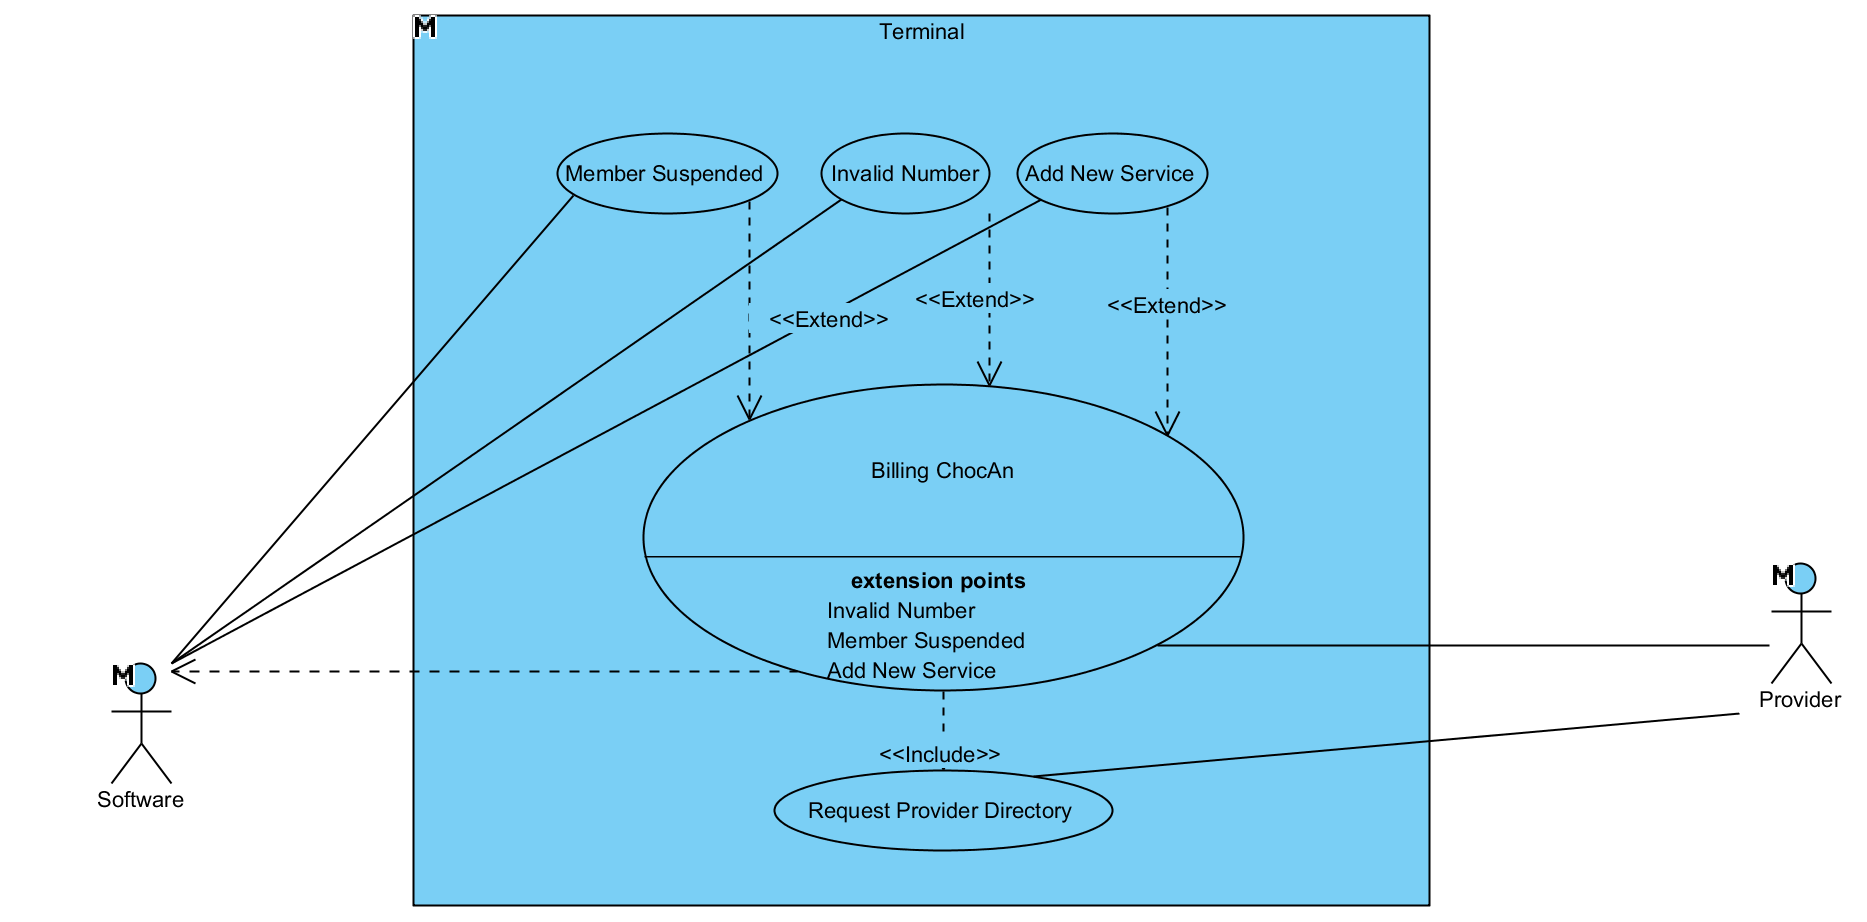 M
Terminal
Member Suspended
Invalid Number
Add New Service
<<Extend>>
<<Extend>>
<<Extend>>
Billing ChocAn
extension points
Invalid Number
Member Suspended
Add New Service
M
Provider
M
Software
<<Include>>
Request Provider Directory